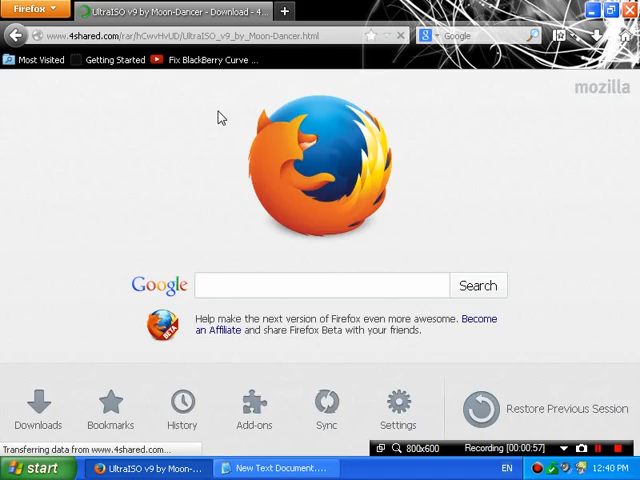 Firefox
UltraISO v9 by Moon-Dancer - Download - 4...
www.4shared.com/rar/hCwvHvUD/UltraISO_v9_by_Moon-Dancer.html
Google
Most Visited
Getting Started
Fix BlackBerry Curve ...
mozilla
Google
Search
BETA
Help make the next version of Firefox even more awesome. Become
an Affiliate and share Firefox Beta with your friends.
Downloads
Bookmarks
History
Add-ons
Sync
Settings
Restore Previous Session
Transferring data from www.4shared.com...
800x600
Recording [00:00:57]
start
UltraISO v9 by Moon-...
New Text Document....
EN
12:40 PM